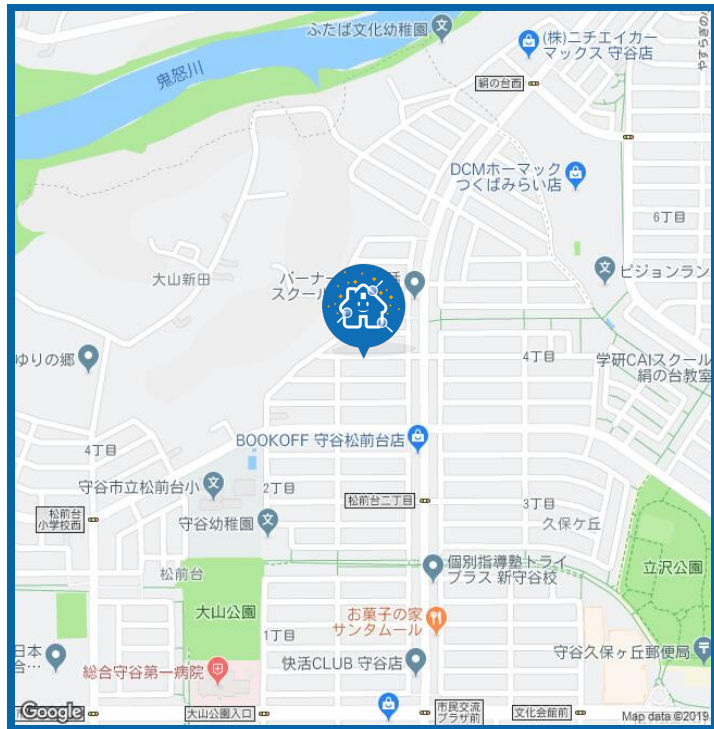 ふたば文化幼稚園
(株)ニチエイカー
マックス 守谷店
やすらぎの
鬼怒川
絹の台西
DCMホーマック
つくばみらい店
6丁目
大山新田
バーナー
話
スクール
ビジョンラン
ゆりの郷
4丁目
学研CAIスクール
絹の台教室
BOOKOFF 守谷松前台店
4丁目
守谷市立松前台小
2丁目
松前台二丁目
3丁目
松前台
小学校西
守谷幼稚園
久保ケ丘
松前台
個別指導塾トライ
プラス 新守谷校
立沢公園
大山公園
お菓子の家
サンタムール
1丁目
日本
合…
総合守谷第一病院
快活CLUB 守谷店
守谷久保ヶ丘郵便局
Google
大山公園入口
市民交流
プラザ前
文化会館前
Map data ©2019